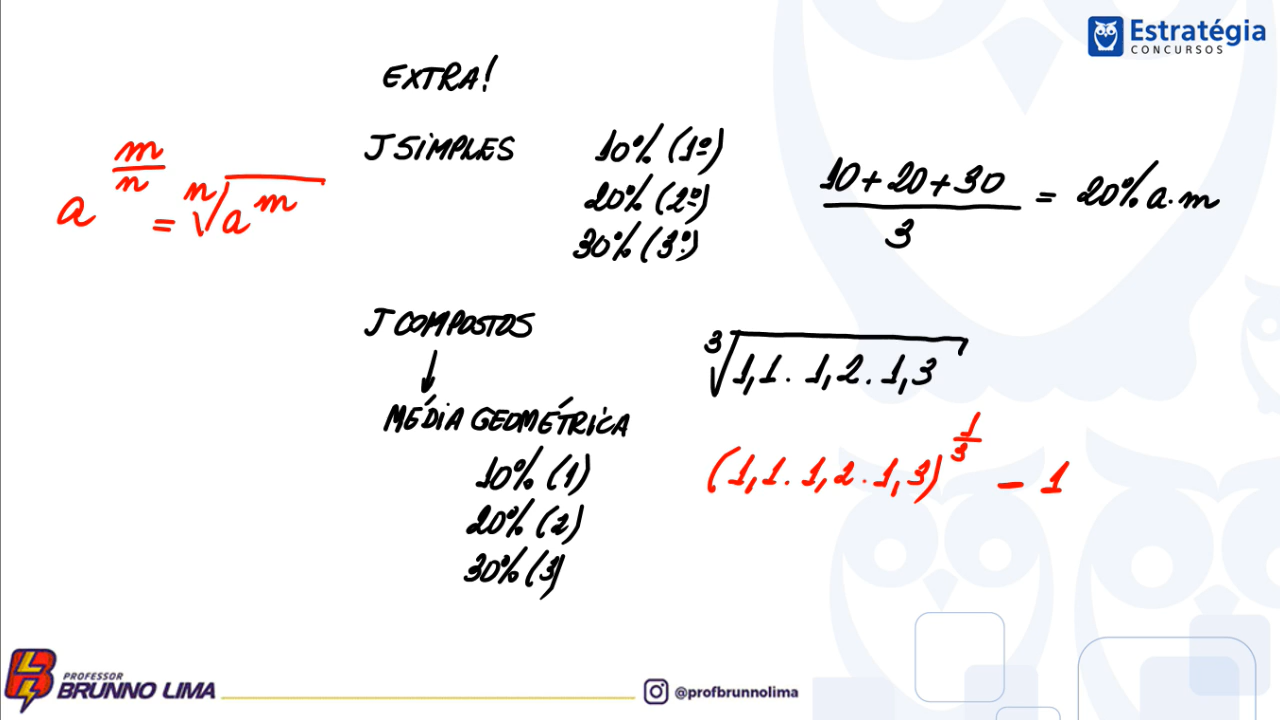 Estratégia
CONCURSOS
EXTRA!
J SIMPLES
10% (1º)
20% (2º)
30% (3º)
10 + 20 + 30
3
= 20% a.m
a^(m/n) = ⁿ√a^m
J COMPOSTOS
³√1,1 . 1,2 . 1,3
MÉDIA GEOMÉTRICA
10% (1)
20% (2)
30% (3)
(1,1 . 1,2 . 1,3)^(1/3) - 1
PROFESSOR
BRUNNO LIMA
@profbrunnolima